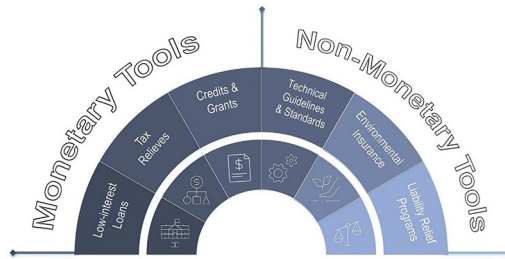 Monetary Tools
Non-Monetary Tools
Low-interest
Loans
Tax
Relieves
Credits &
Grants
Technical
Guidelines
& Standards
Environmental
Insurance
Liability Relief
Programs
$
$